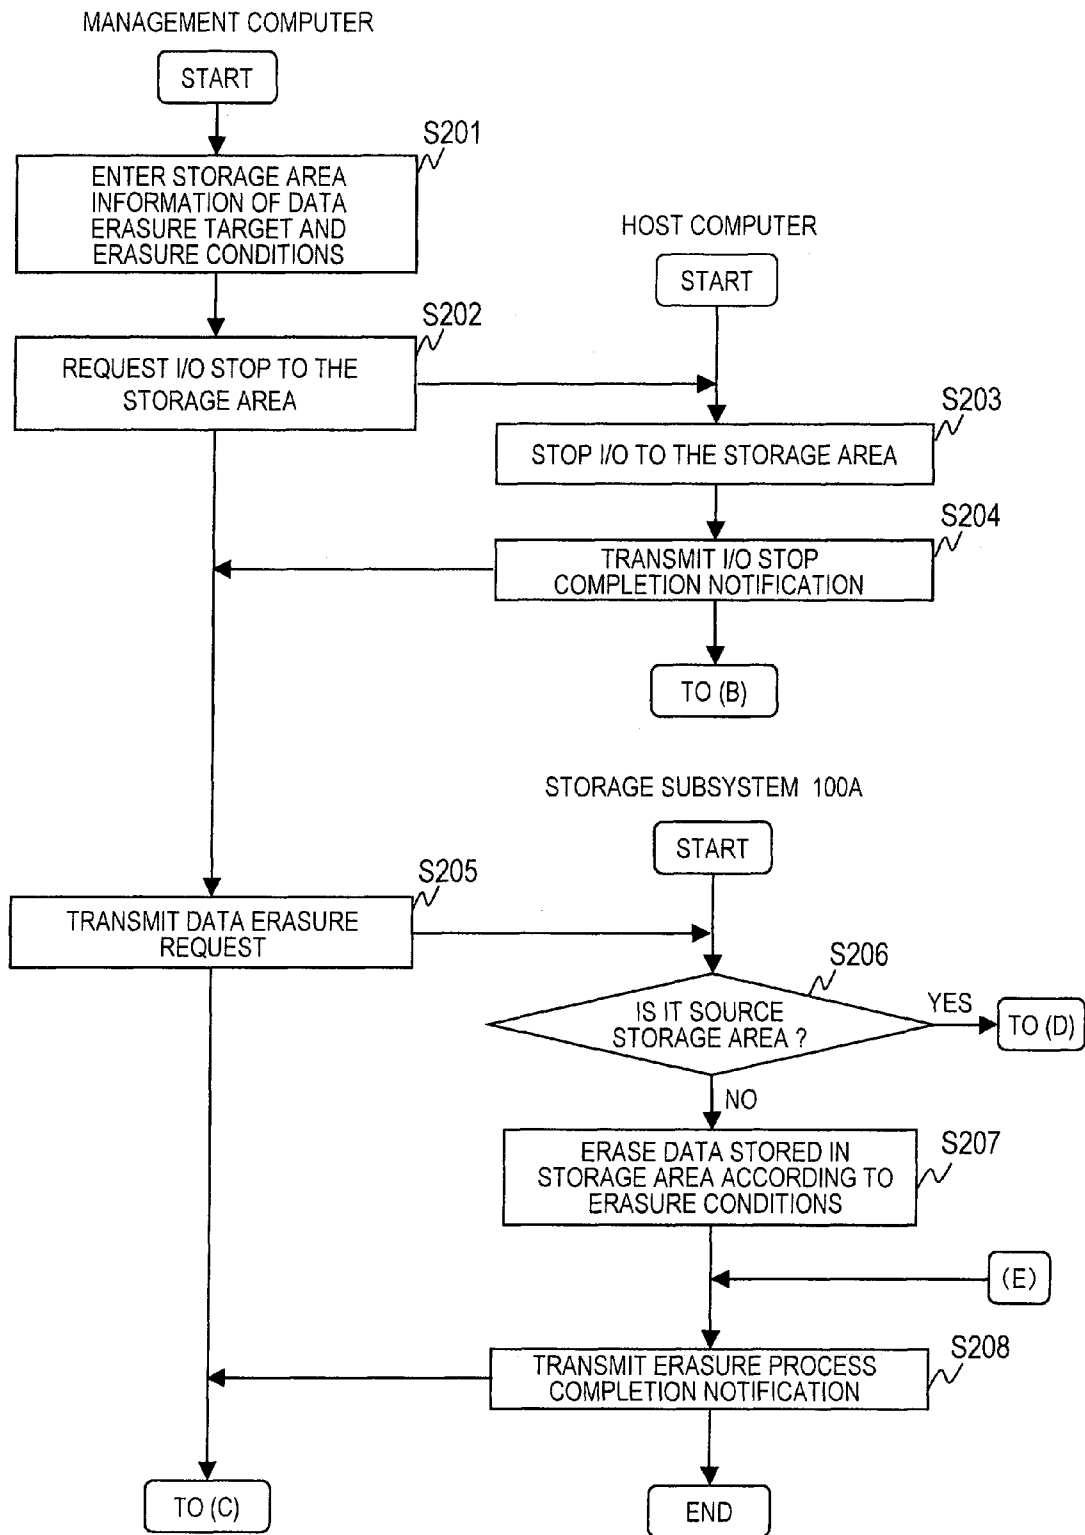 MANAGEMENT COMPUTER
START
S201
ENTER STORAGE AREA
INFORMATION OF DATA
ERASURE TARGET AND
ERASURE CONDITIONS
HOST COMPUTER
START
S202
REQUEST I/O STOP TO THE
STORAGE AREA
S203
STOP I/O TO THE STORAGE AREA
S204
TRANSMIT I/O STOP
COMPLETION NOTIFICATION
TO (B)
STORAGE SUBSYSTEM 100A
START
S205
TRANSMIT DATA ERASURE
REQUEST
S206
IS IT SOURCE
STORAGE AREA ?
YES
TO (D)
NO
S207
ERASE DATA STORED IN
STORAGE AREA ACCORDING TO
ERASURE CONDITIONS
(E)
S208
TRANSMIT ERASURE PROCESS
COMPLETION NOTIFICATION
TO (C)
END